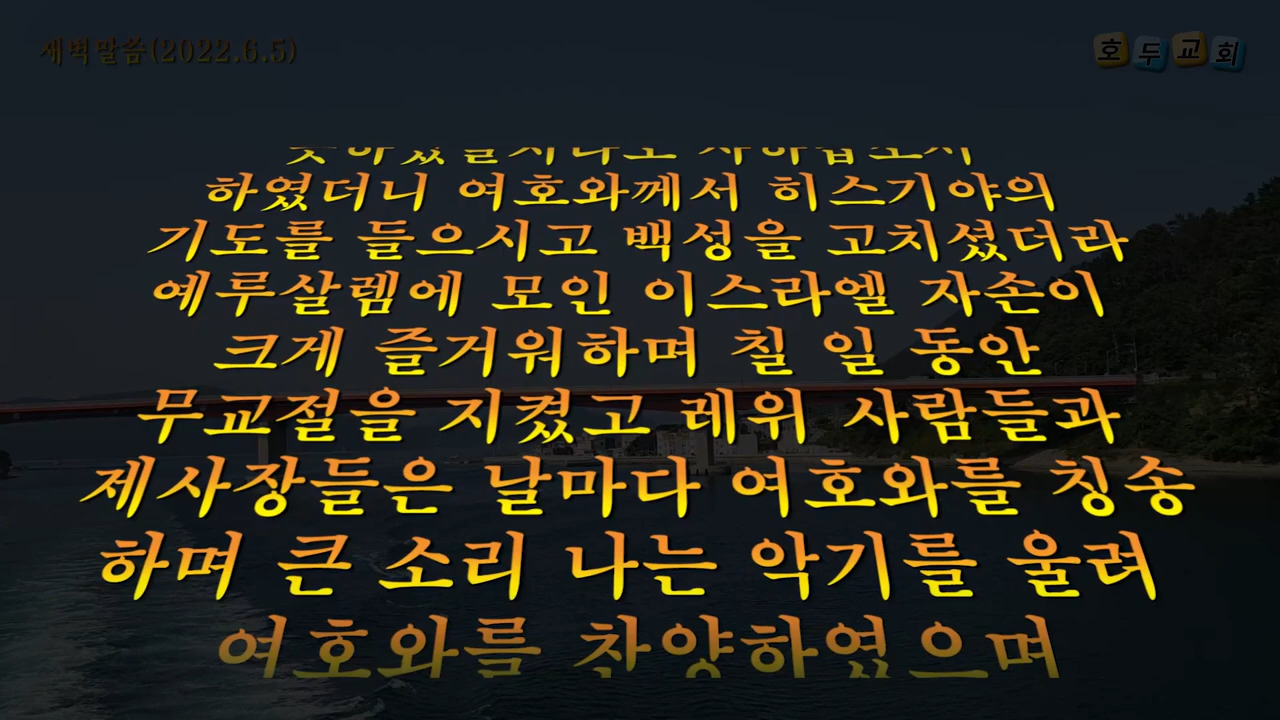 새벽말씀(2022.6.5)
호두교회
하였더니 여호와께서 히스기야의
기도를 들으시고 백성을 고치셨더라
예루살렘에 모인 이스라엘 자손이
크게 즐거워하며 칠 일 동안
무교절을 지켰고 레위 사람들과
제사장들은 날마다 여호와를 칭송
하며 큰 소리 나는 악기를 울려
여호와를 찬양하였으며